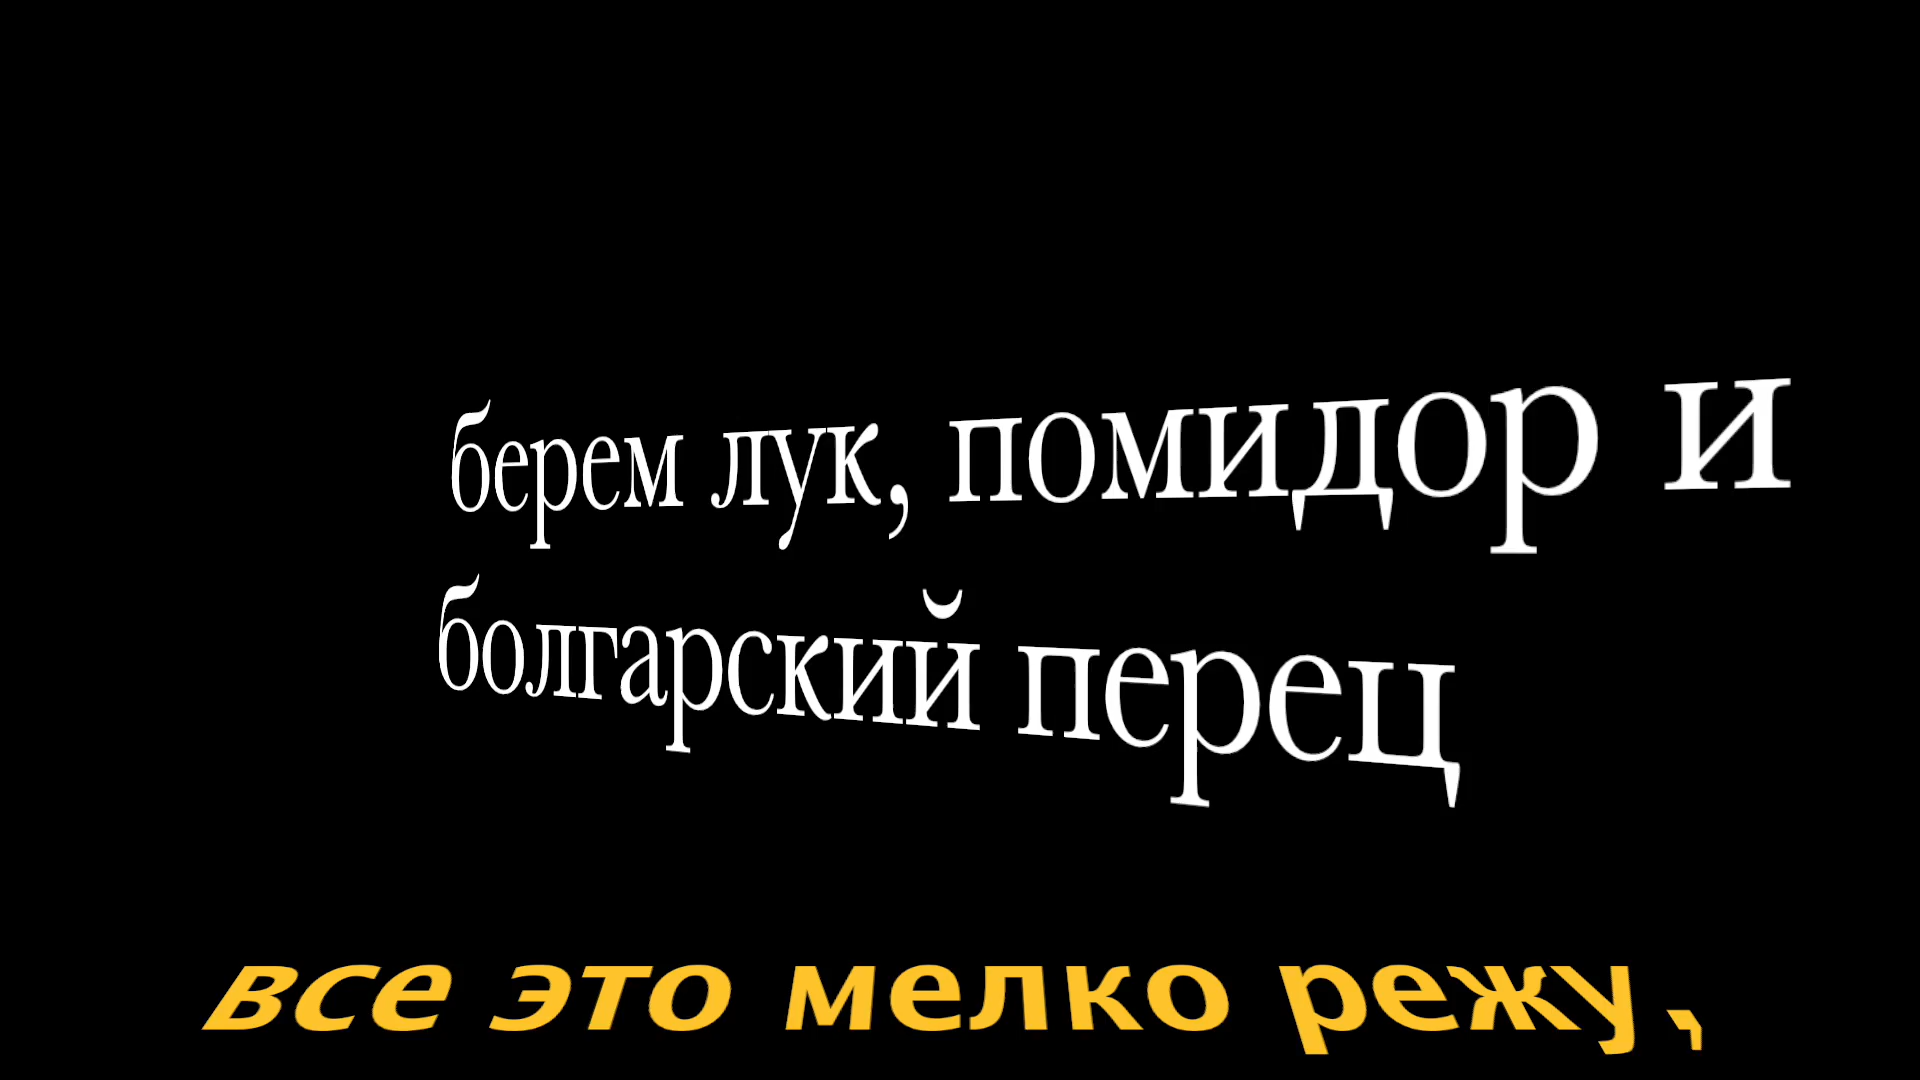 берем лук, помидор и
болгарский перец
все это мелко режу,